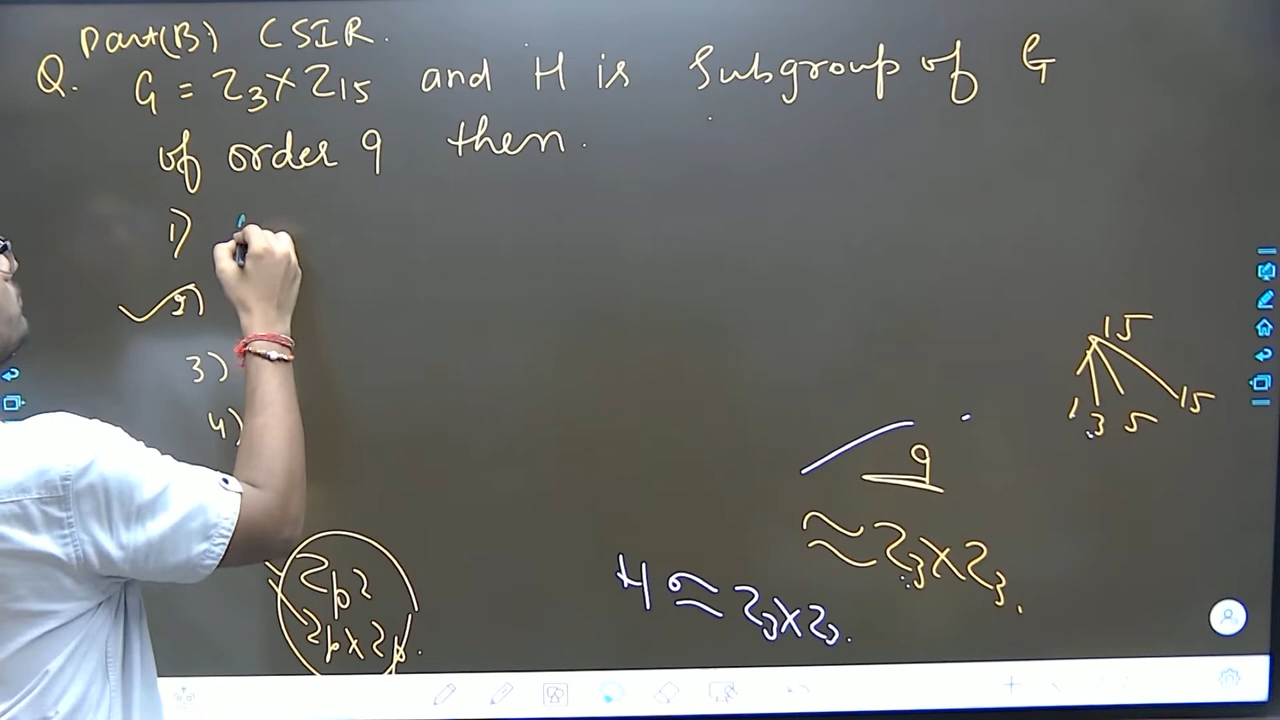 Part(B) CSIR.
Q. G = Z3 × Z15 and H is Subgroup of G
of order 9 then.
1)
2)
3)
4)
15
1 3 5 15
9
≈ Z3×Z3.
H ≅ Z3×Z3.
Zp2
Zp×Zp.